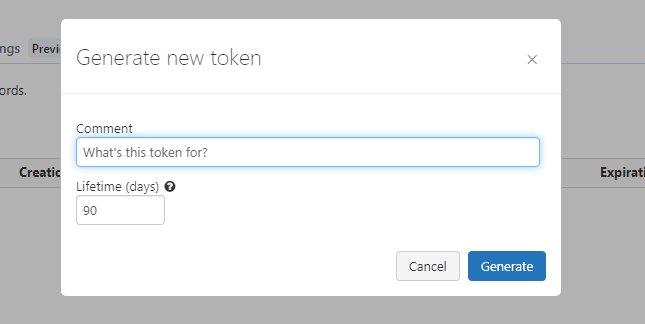 ngs Previ
Generate new token ×
ords.
Comment
What's this token for?
Creatio Expirati
Lifetime (days) ?
90
Cancel Generate